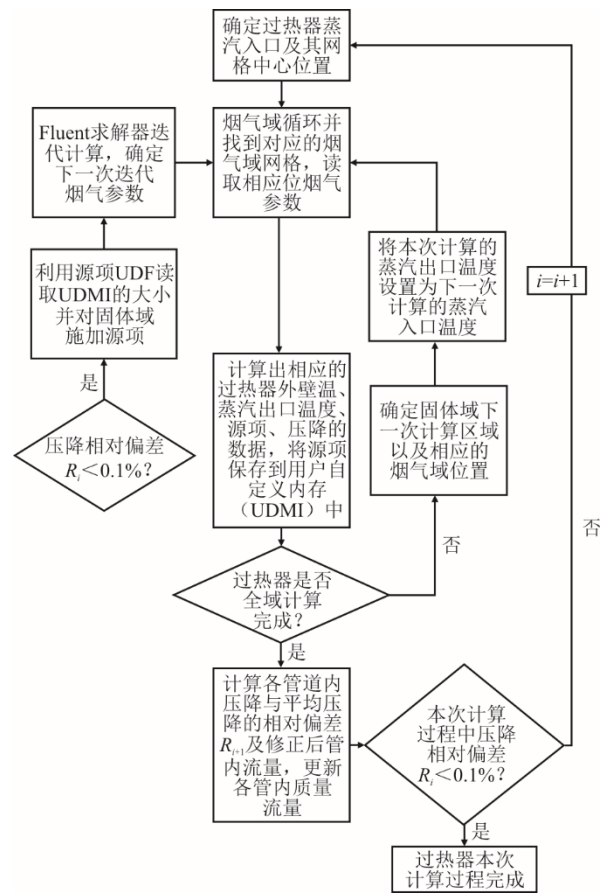 确定过热器蒸
汽入口及其网
格中心位置
Fluent求解器迭
代计算，确定
下一次迭代
烟气参数
烟气域循环并
找到对应的烟
气域网格，读
取相应位烟气
参数
将本次计算的
蒸汽出口温度
设置为下一次
计算的蒸汽
入口温度
i=i+1
利用源项UDF读
取UDMI的大小
并对固体域
施加源项
是
计算出相应的
过热器外壁温、
蒸汽出口温度、
源项、压降的
数据，将源项
保存到用户自
定义内存
（UDMI）中
确定固体域下
一次计算区域
以及相应的
烟气域位置
压降相对偏差
Ri＜0.1%？
否
否
过热器是否
全域计算
完成？
是
计算各管道内
压降与平均压
降的相对偏差
Ri+1及修正后管
内流量，更新
各管内质量
流量
本次计算
过程中压降
相对偏差
Ri＜0.1%？
是
过热器本次
计算过程完成